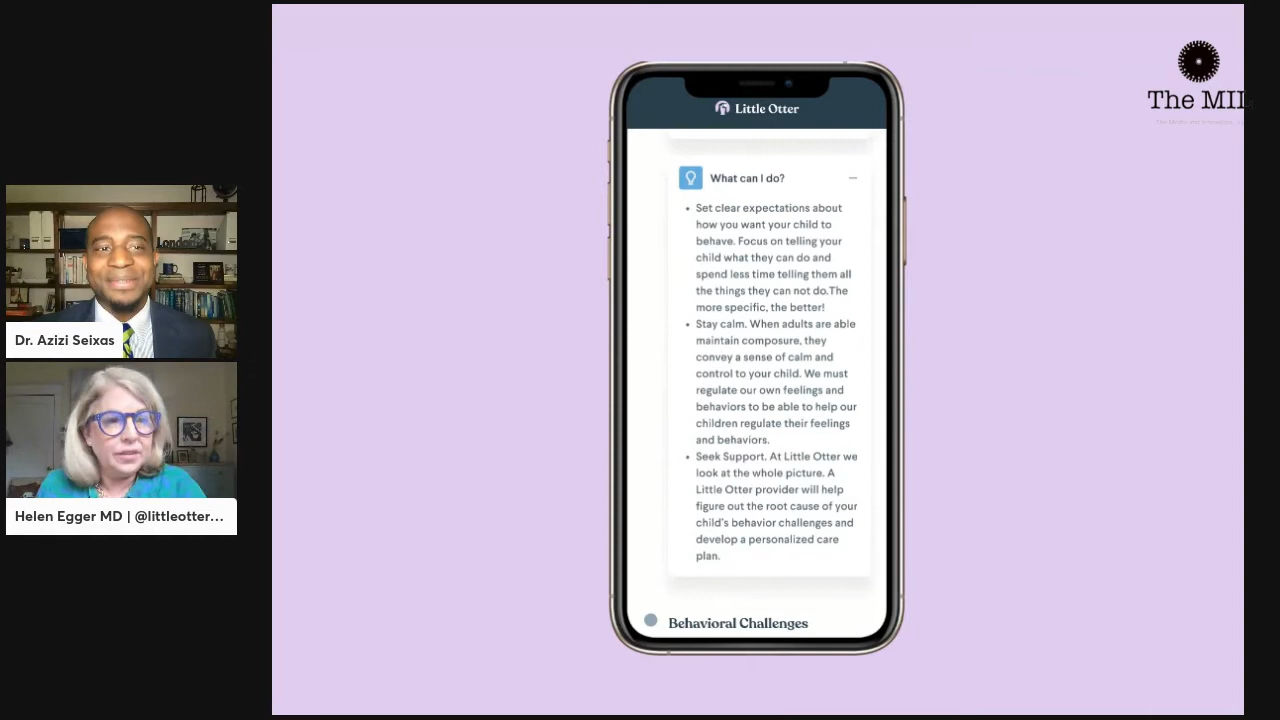 The MIL
Little Otter
What can I do?
• Set clear expectations about
how you want your child to
behave. Focus on telling your
child what they can do and
spend less time telling them all
the things they can not do.The
more specific, the better!
• Stay calm. When adults are able
maintain composure, they
convey a sense of calm and
control to your child. We must
regulate our own feelings and
behaviors to be able to help our
children regulate their feelings
and behaviors.
• Seek Support. At Little Otter we
look at the whole picture. A
Little Otter provider will help
figure out the root cause of your
child's behavior challenges and
develop a personalized care
plan.
Behavioral Challenges
Dr. Azizi Seixas
Helen Egger MD | @littleotter...